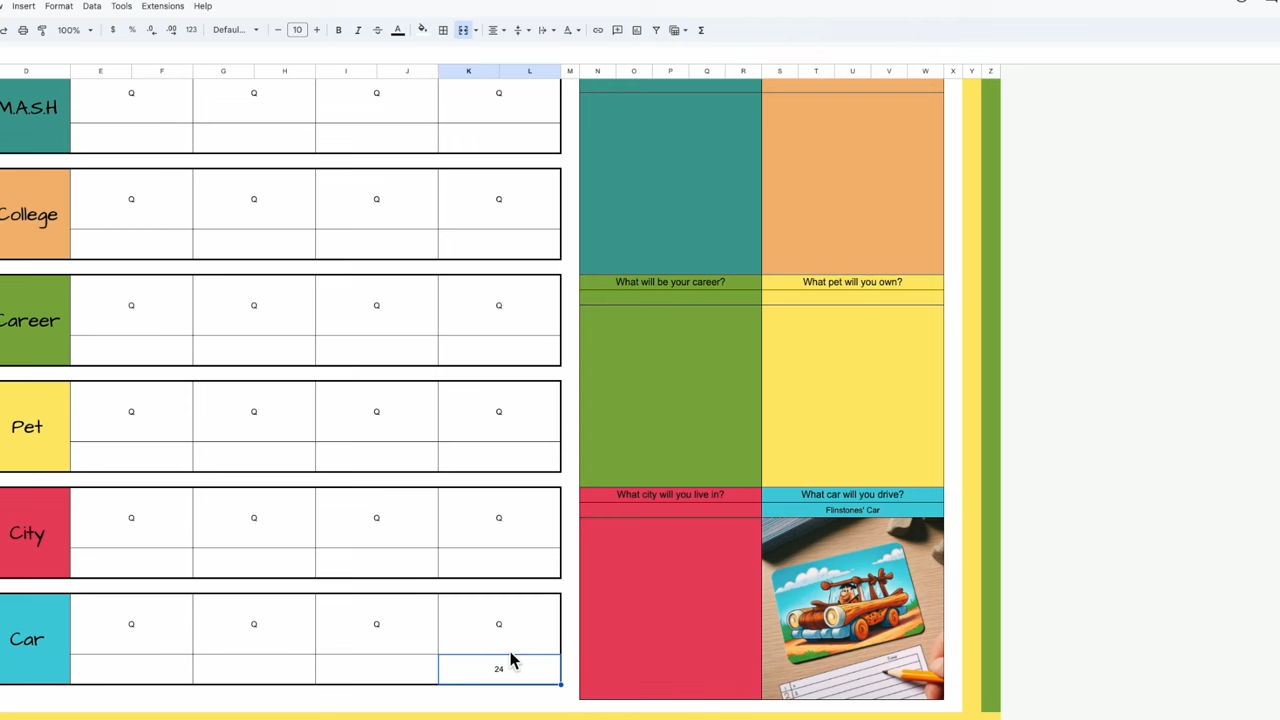 Insert Format Data Tools Extensions Help
100% $ % .0 .00 123 Defaul... − 10 + B I A Σ
D E F G H I J K L M N O P Q R S T U V W X Y Z
M.A.S.H Q Q Q Q
College Q Q Q Q
Career Q Q Q Q
What will be your career? What pet will you own?
Pet Q Q Q Q
City Q Q Q Q
What city will you live in? What car will you drive?
Flinstones' Car
Car Q Q Q Q
24